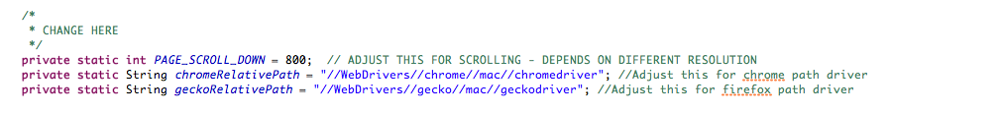 /*
* CHANGE HERE
*/
private static int PAGE_SCROLL_DOWN = 800;  // ADJUST THIS FOR SCROLLING - DEPENDS ON DIFFERENT RESOLUTION
private static String chromeRelativePath = "//WebDrivers//chrome//mac//chromedriver"; //Adjust this for chrome path driver
private static String geckoRelativePath = "//WebDrivers//gecko//mac//geckodriver"; //Adjust this for firefox path driver